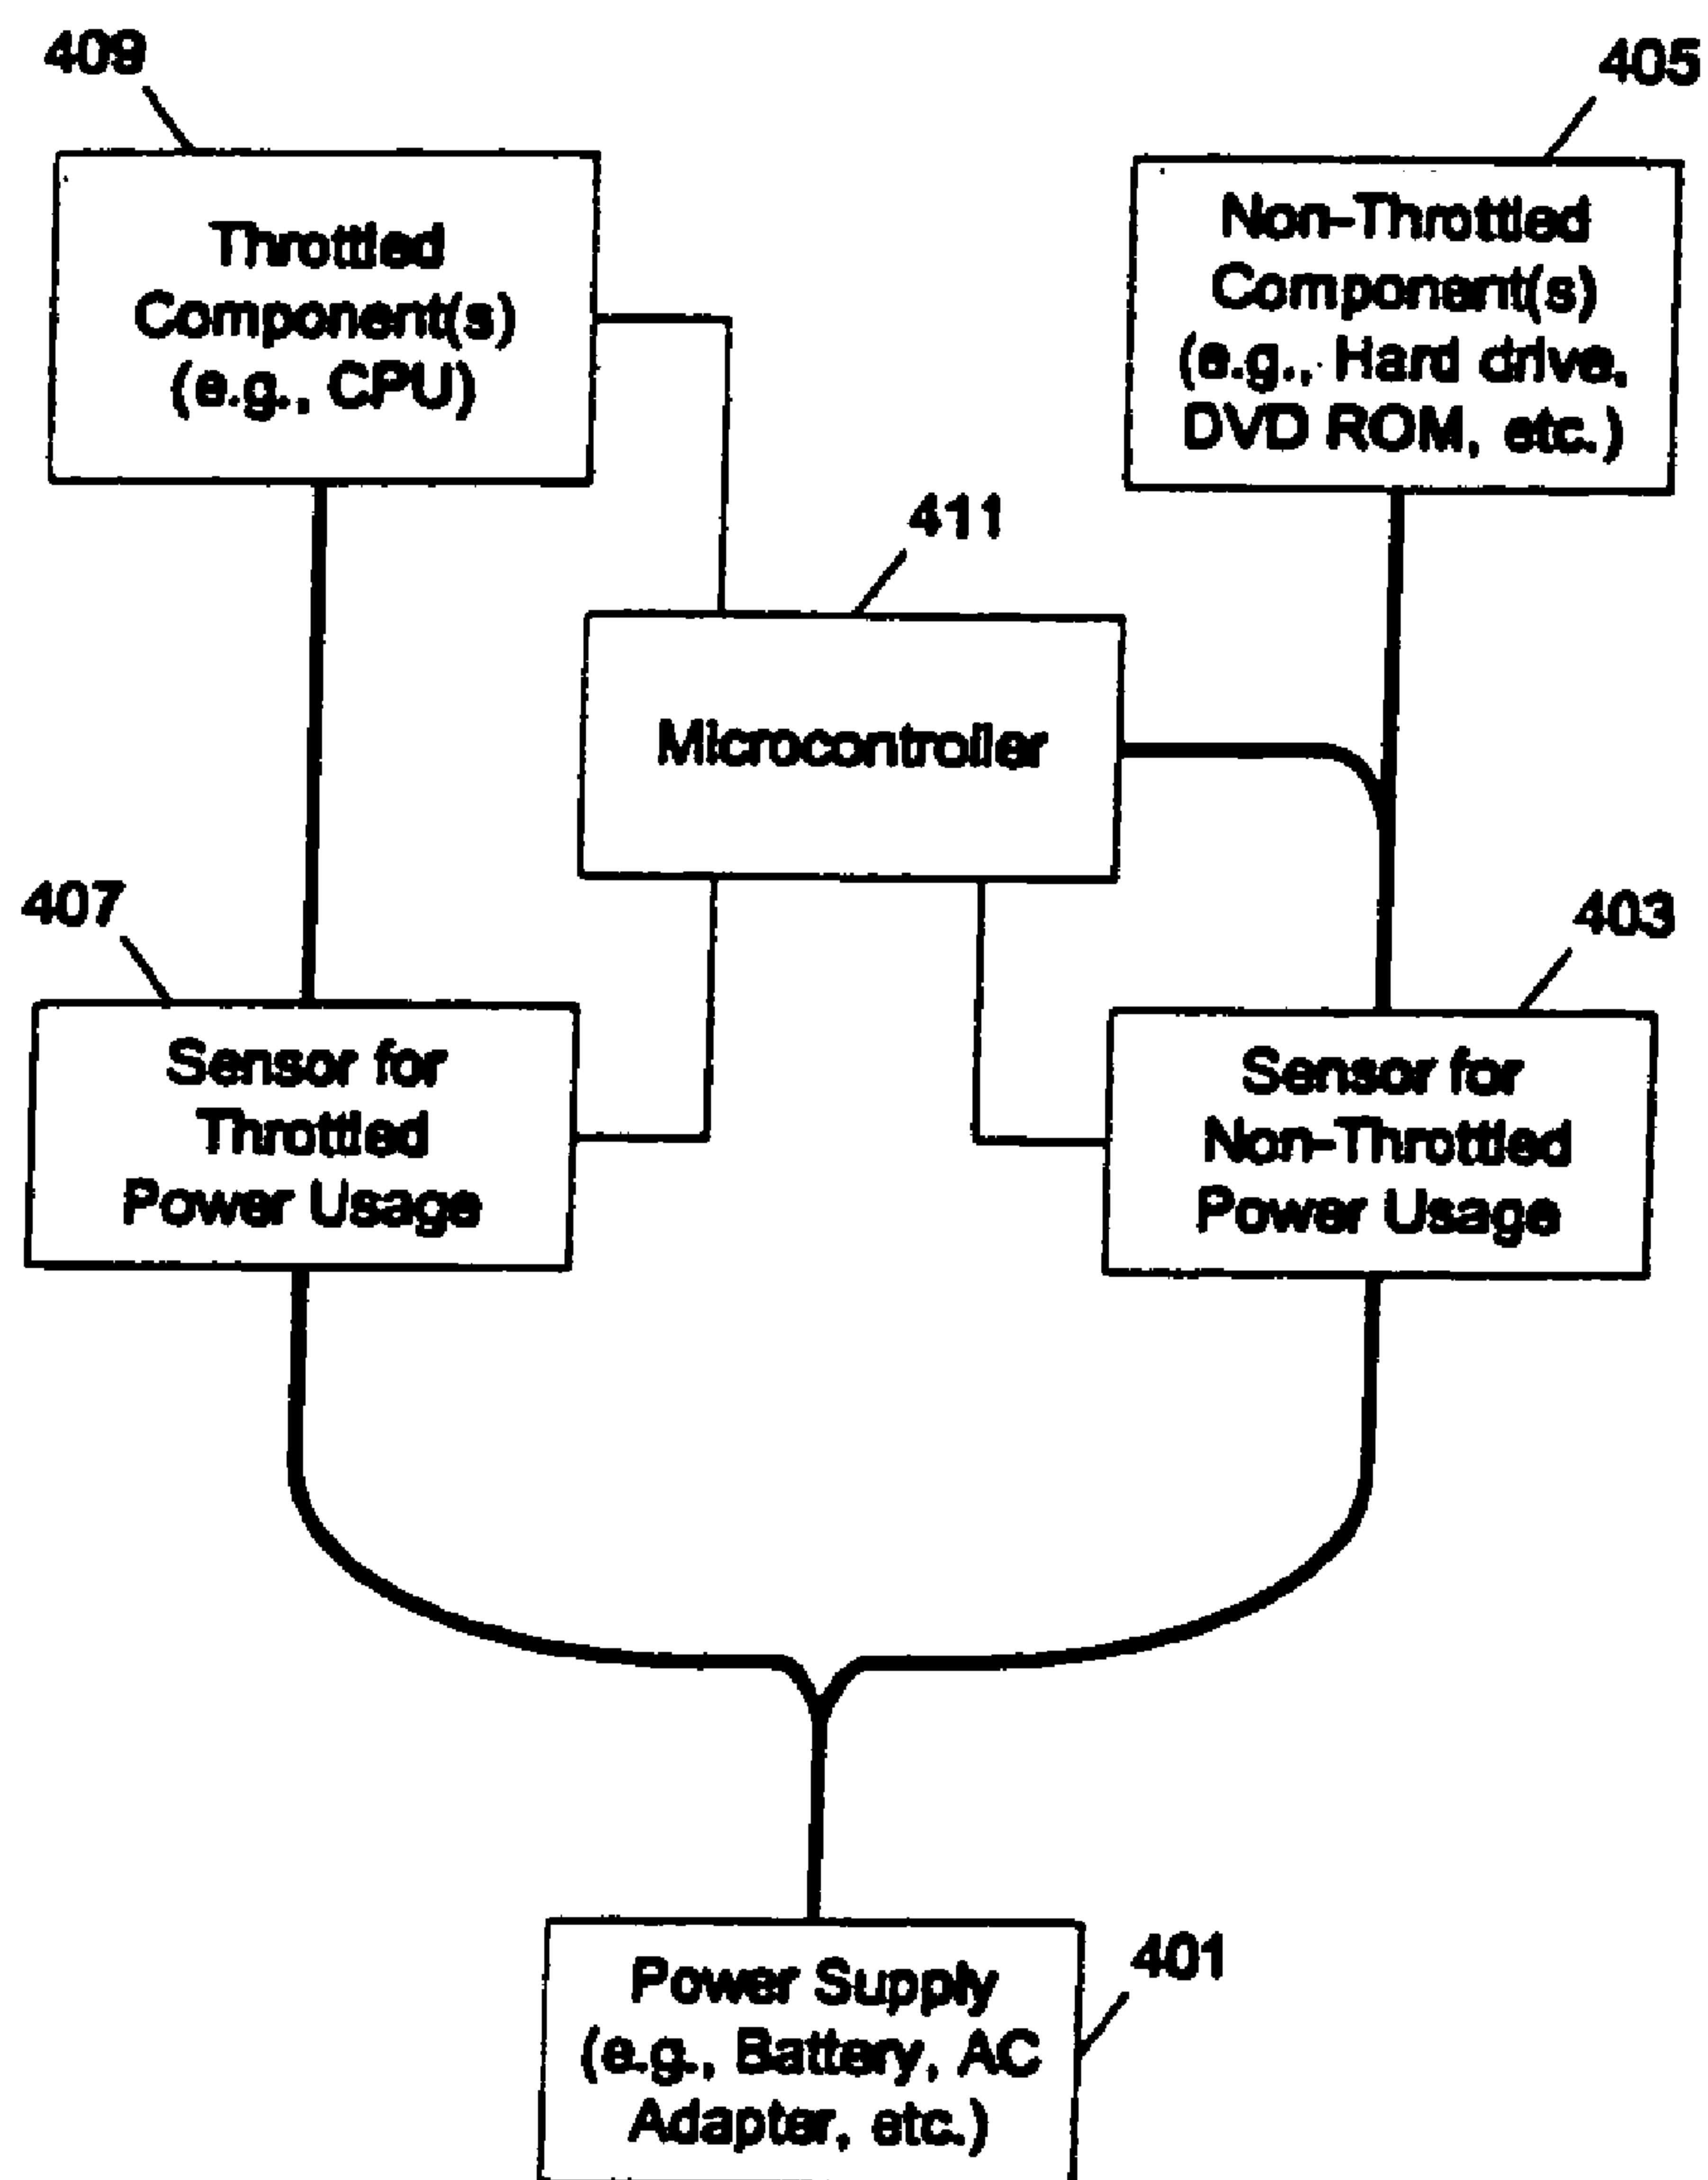 409
405
Throttled
Component(s)
(e.g., CPU)
Non-Throttled
Component(s)
(e.g., Hard drive,
DVD ROM, etc.)
411
Microcontroller
407
403
Sensor for
Throttled
Power Usage
Sensor for
Non-Throttled
Power Usage
401
Power Supply
(e.g., Battery, AC
Adapter, etc.)